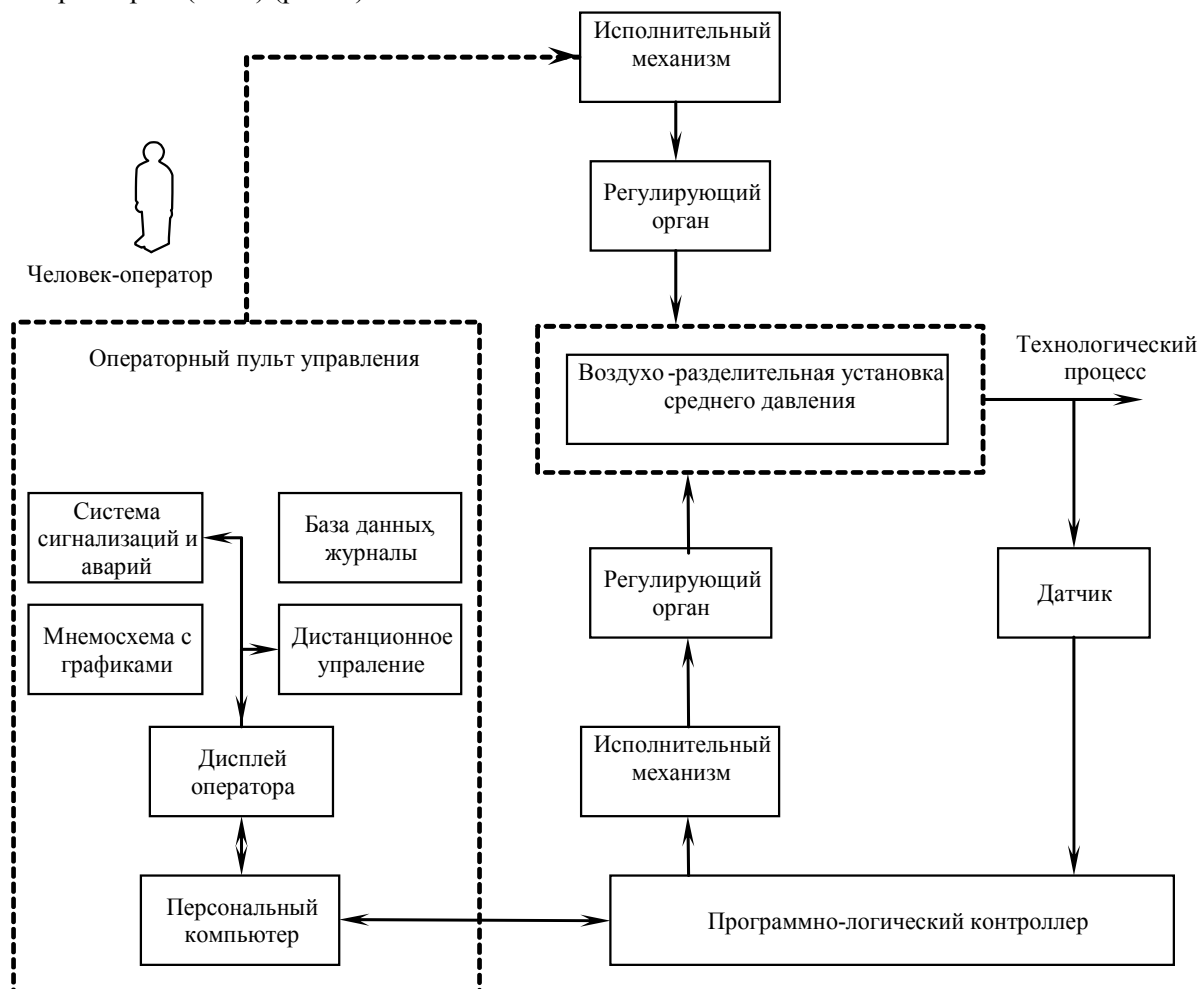 Исполнительный
механизм
Регулирующий
орган
Человек-оператор
Операторный пульт управления
Технологический
процесс
Воздухо-разделительная установка
среднего давления
Система
сигнализаций и
аварий
База данных,
журналы
Регулирующий
орган
Датчик
Мнемосхема с
графиками
Дистанционное
упраление
Дисплей
оператора
Исполнительный
механизм
Персональный
компьютер
Программно-логический контроллер